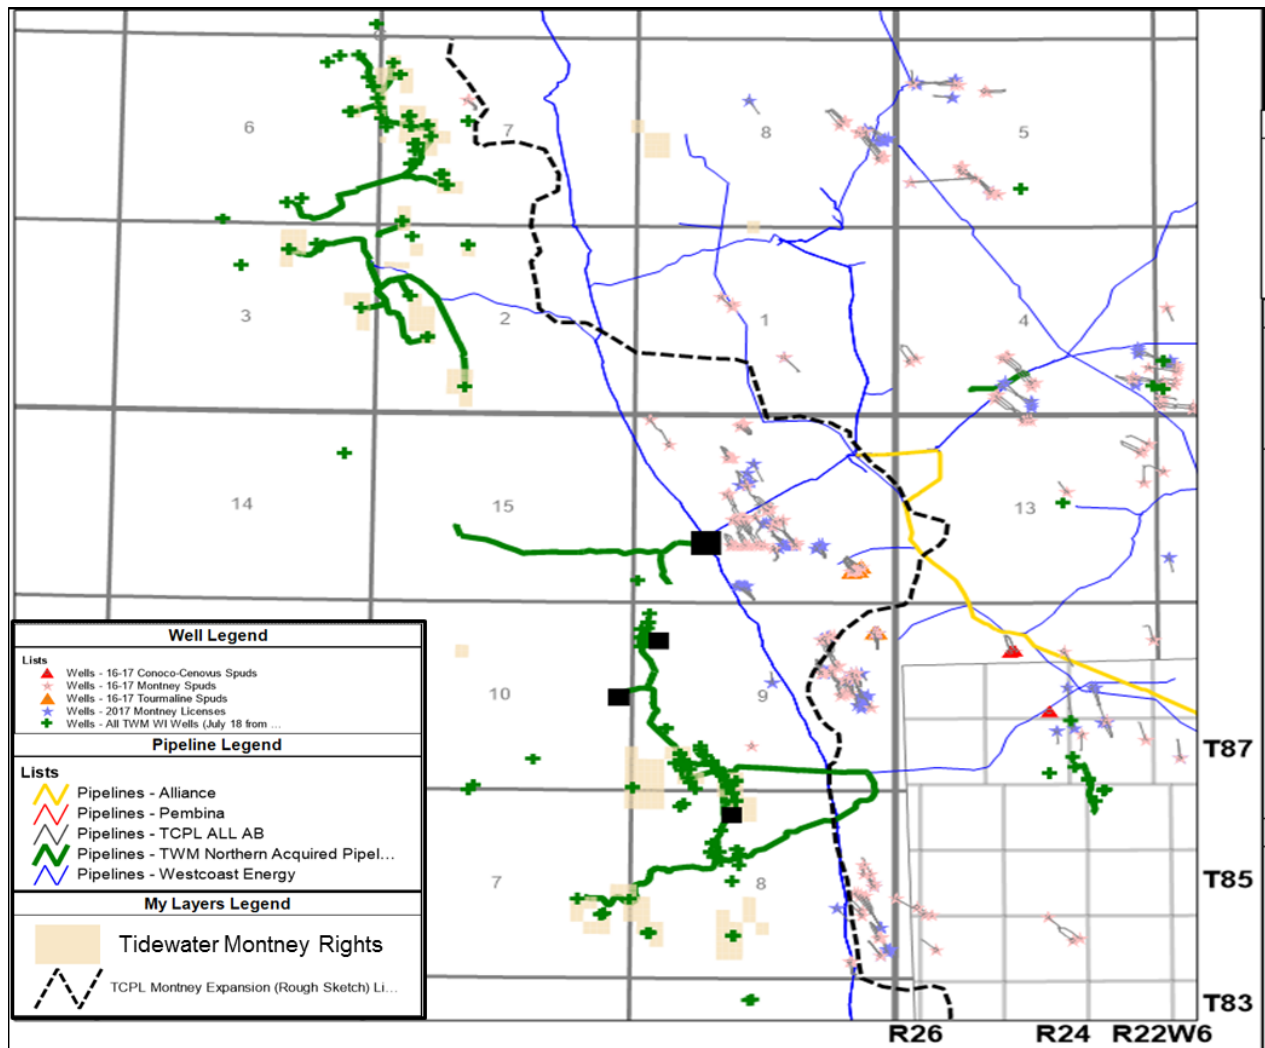 6
7
8
5
3
2
1
4
14
15
13
10
9
7
8
Well Legend
Lists
Wells - 16-17 Conoco-Cenous Spuds
Wells - 16-17 Montney Spuds
Wells - 16-17 Tourmaline Spuds
Wells - 2017 Montney Licenses
Wells - All TWM WI Wells (July 18 from ...
Pipeline Legend
Lists
Pipelines - Alliance
Pipelines - Pembina
Pipelines - TCPL ALL AB
Pipelines - TWM Northern Acquired Pipel...
Pipelines - Westcoast Energy
My Layers Legend
Tidewater Montney Rights
TCPL Montney Expansion (Rough Sketch) Li...
T87
T85
T83
R26 R24 R22W6